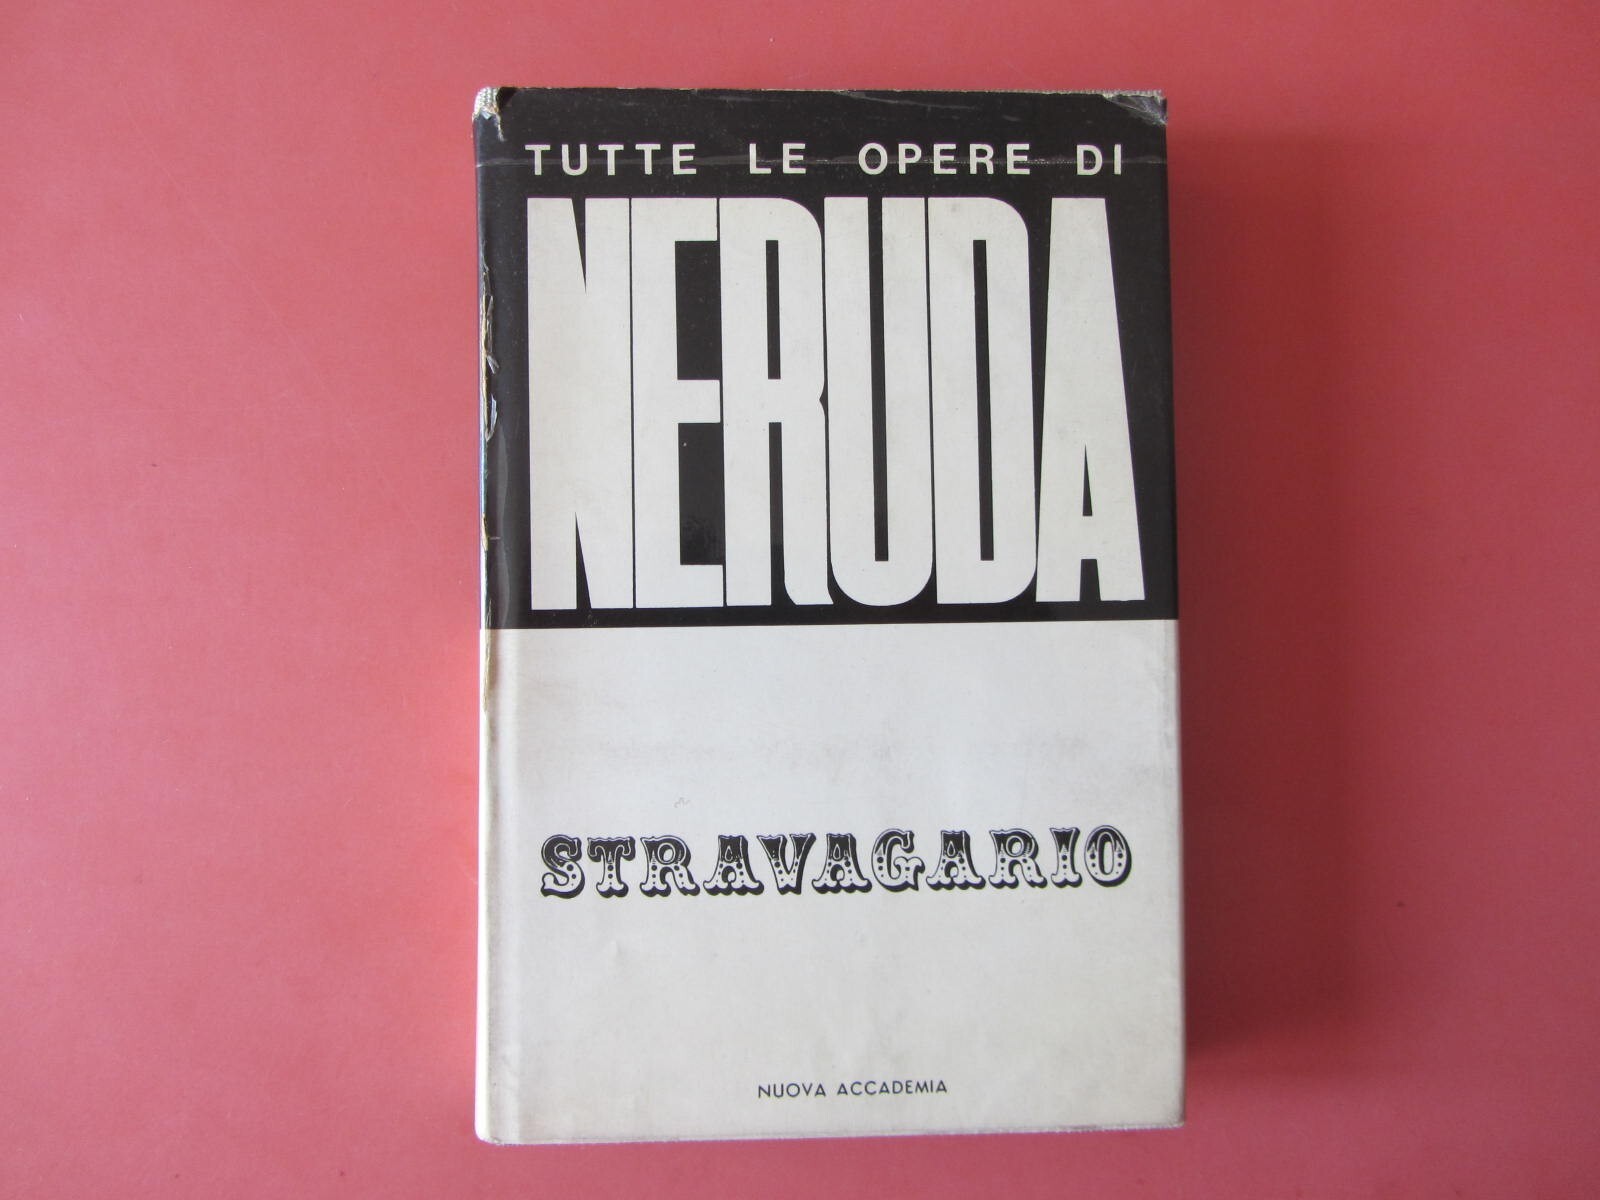 TUTTE LE OPERE DI
NERUDA
STRAVAGARIO
NUOVA ACCADEMIA